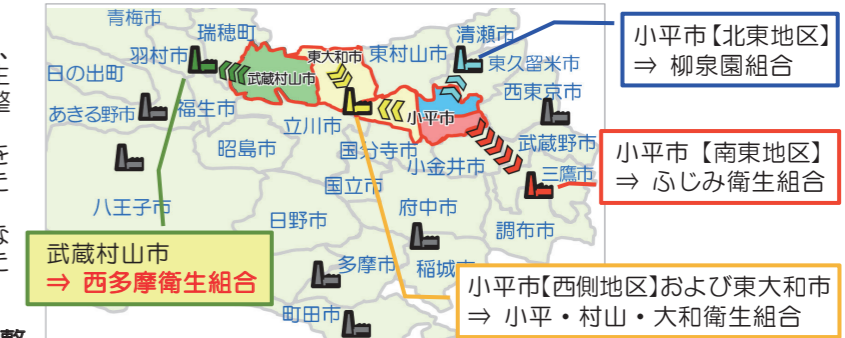 、
整
を
こ
な
こ
整
青梅市
瑞穂町
羽村市
日の出町
あきる野市
福生市
武蔵村山市
東大和市
東村山市
清瀬市
東久留米市
西東京市
立川市
小平市
昭島市
国分寺市
小金井市
武蔵野市
三鷹市
国立市
八王子市
日野市
府中市
調布市
多摩市
稲城
町田市
小平市【北東地区】
⇒ 柳泉園組合
小平市【南東地区】
⇒ ふじみ衛生組合
武蔵村山市
⇒ 西多摩衛生組合
小平市【西側地区】および東大和市
⇒ 小平・村山・大和衛生組合